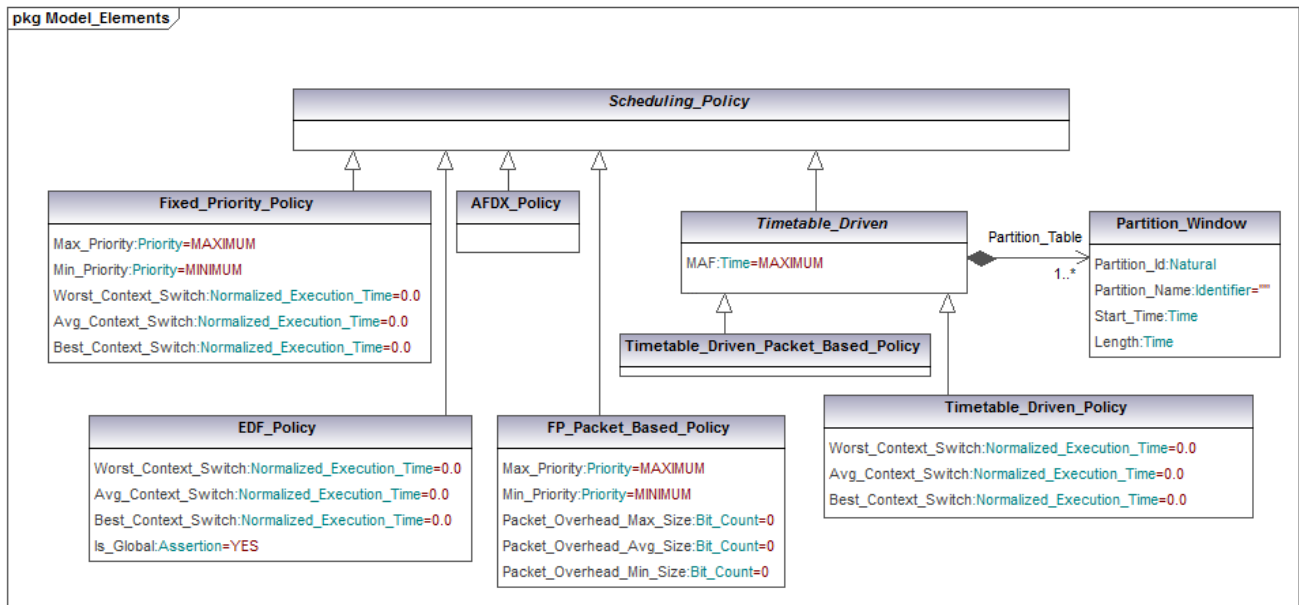 pkg Model_Elements
Scheduling_Policy
Fixed_Priority_Policy
Max_Priority:Priority=MAXIMUM
Min_Priority:Priority=MINIMUM
Worst_Context_Switch:Normalized_Execution_Time=0.0
Avg_Context_Switch:Normalized_Execution_Time=0.0
Best_Context_Switch:Normalized_Execution_Time=0.0
AFDX_Policy
Timetable_Driven
MAF:Time=MAXIMUM
Partition_Table
1..*
Partition_Window
Partition_Id:Natural
Partition_Name:Identifier=""
Start_Time:Time
Length:Time
Timetable_Driven_Packet_Based_Policy
EDF_Policy
Worst_Context_Switch:Normalized_Execution_Time=0.0
Avg_Context_Switch:Normalized_Execution_Time=0.0
Best_Context_Switch:Normalized_Execution_Time=0.0
Is_Global:Assertion=YES
FP_Packet_Based_Policy
Max_Priority:Priority=MAXIMUM
Min_Priority:Priority=MINIMUM
Packet_Overhead_Max_Size:Bit_Count=0
Packet_Overhead_Avg_Size:Bit_Count=0
Packet_Overhead_Min_Size:Bit_Count=0
Timetable_Driven_Policy
Worst_Context_Switch:Normalized_Execution_Time=0.0
Avg_Context_Switch:Normalized_Execution_Time=0.0
Best_Context_Switch:Normalized_Execution_Time=0.0